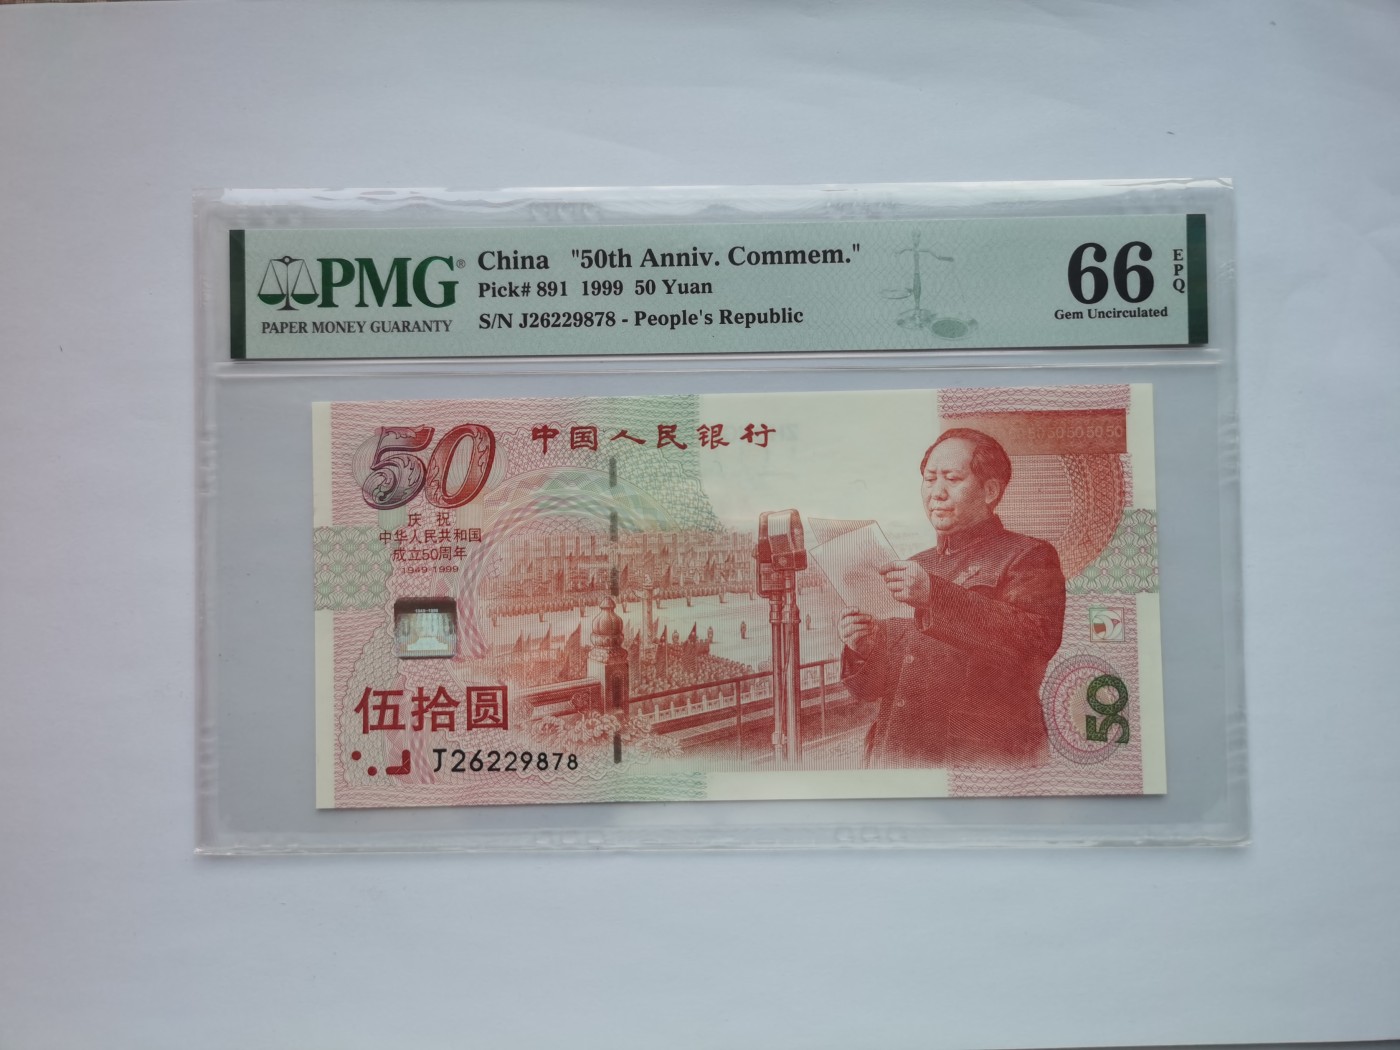 PMG®
PAPER MONEY GUARANTY
China "50th Anniv. Commem."
Pick# 891 1999 50 Yuan
S/N J26229878 - People's Republic
66
EPQ
Gem Uncirculated
50
中国人民银行
庆祝
中华人民共和国
成立50周年
1949-1999
伍拾圆
J26229878
50